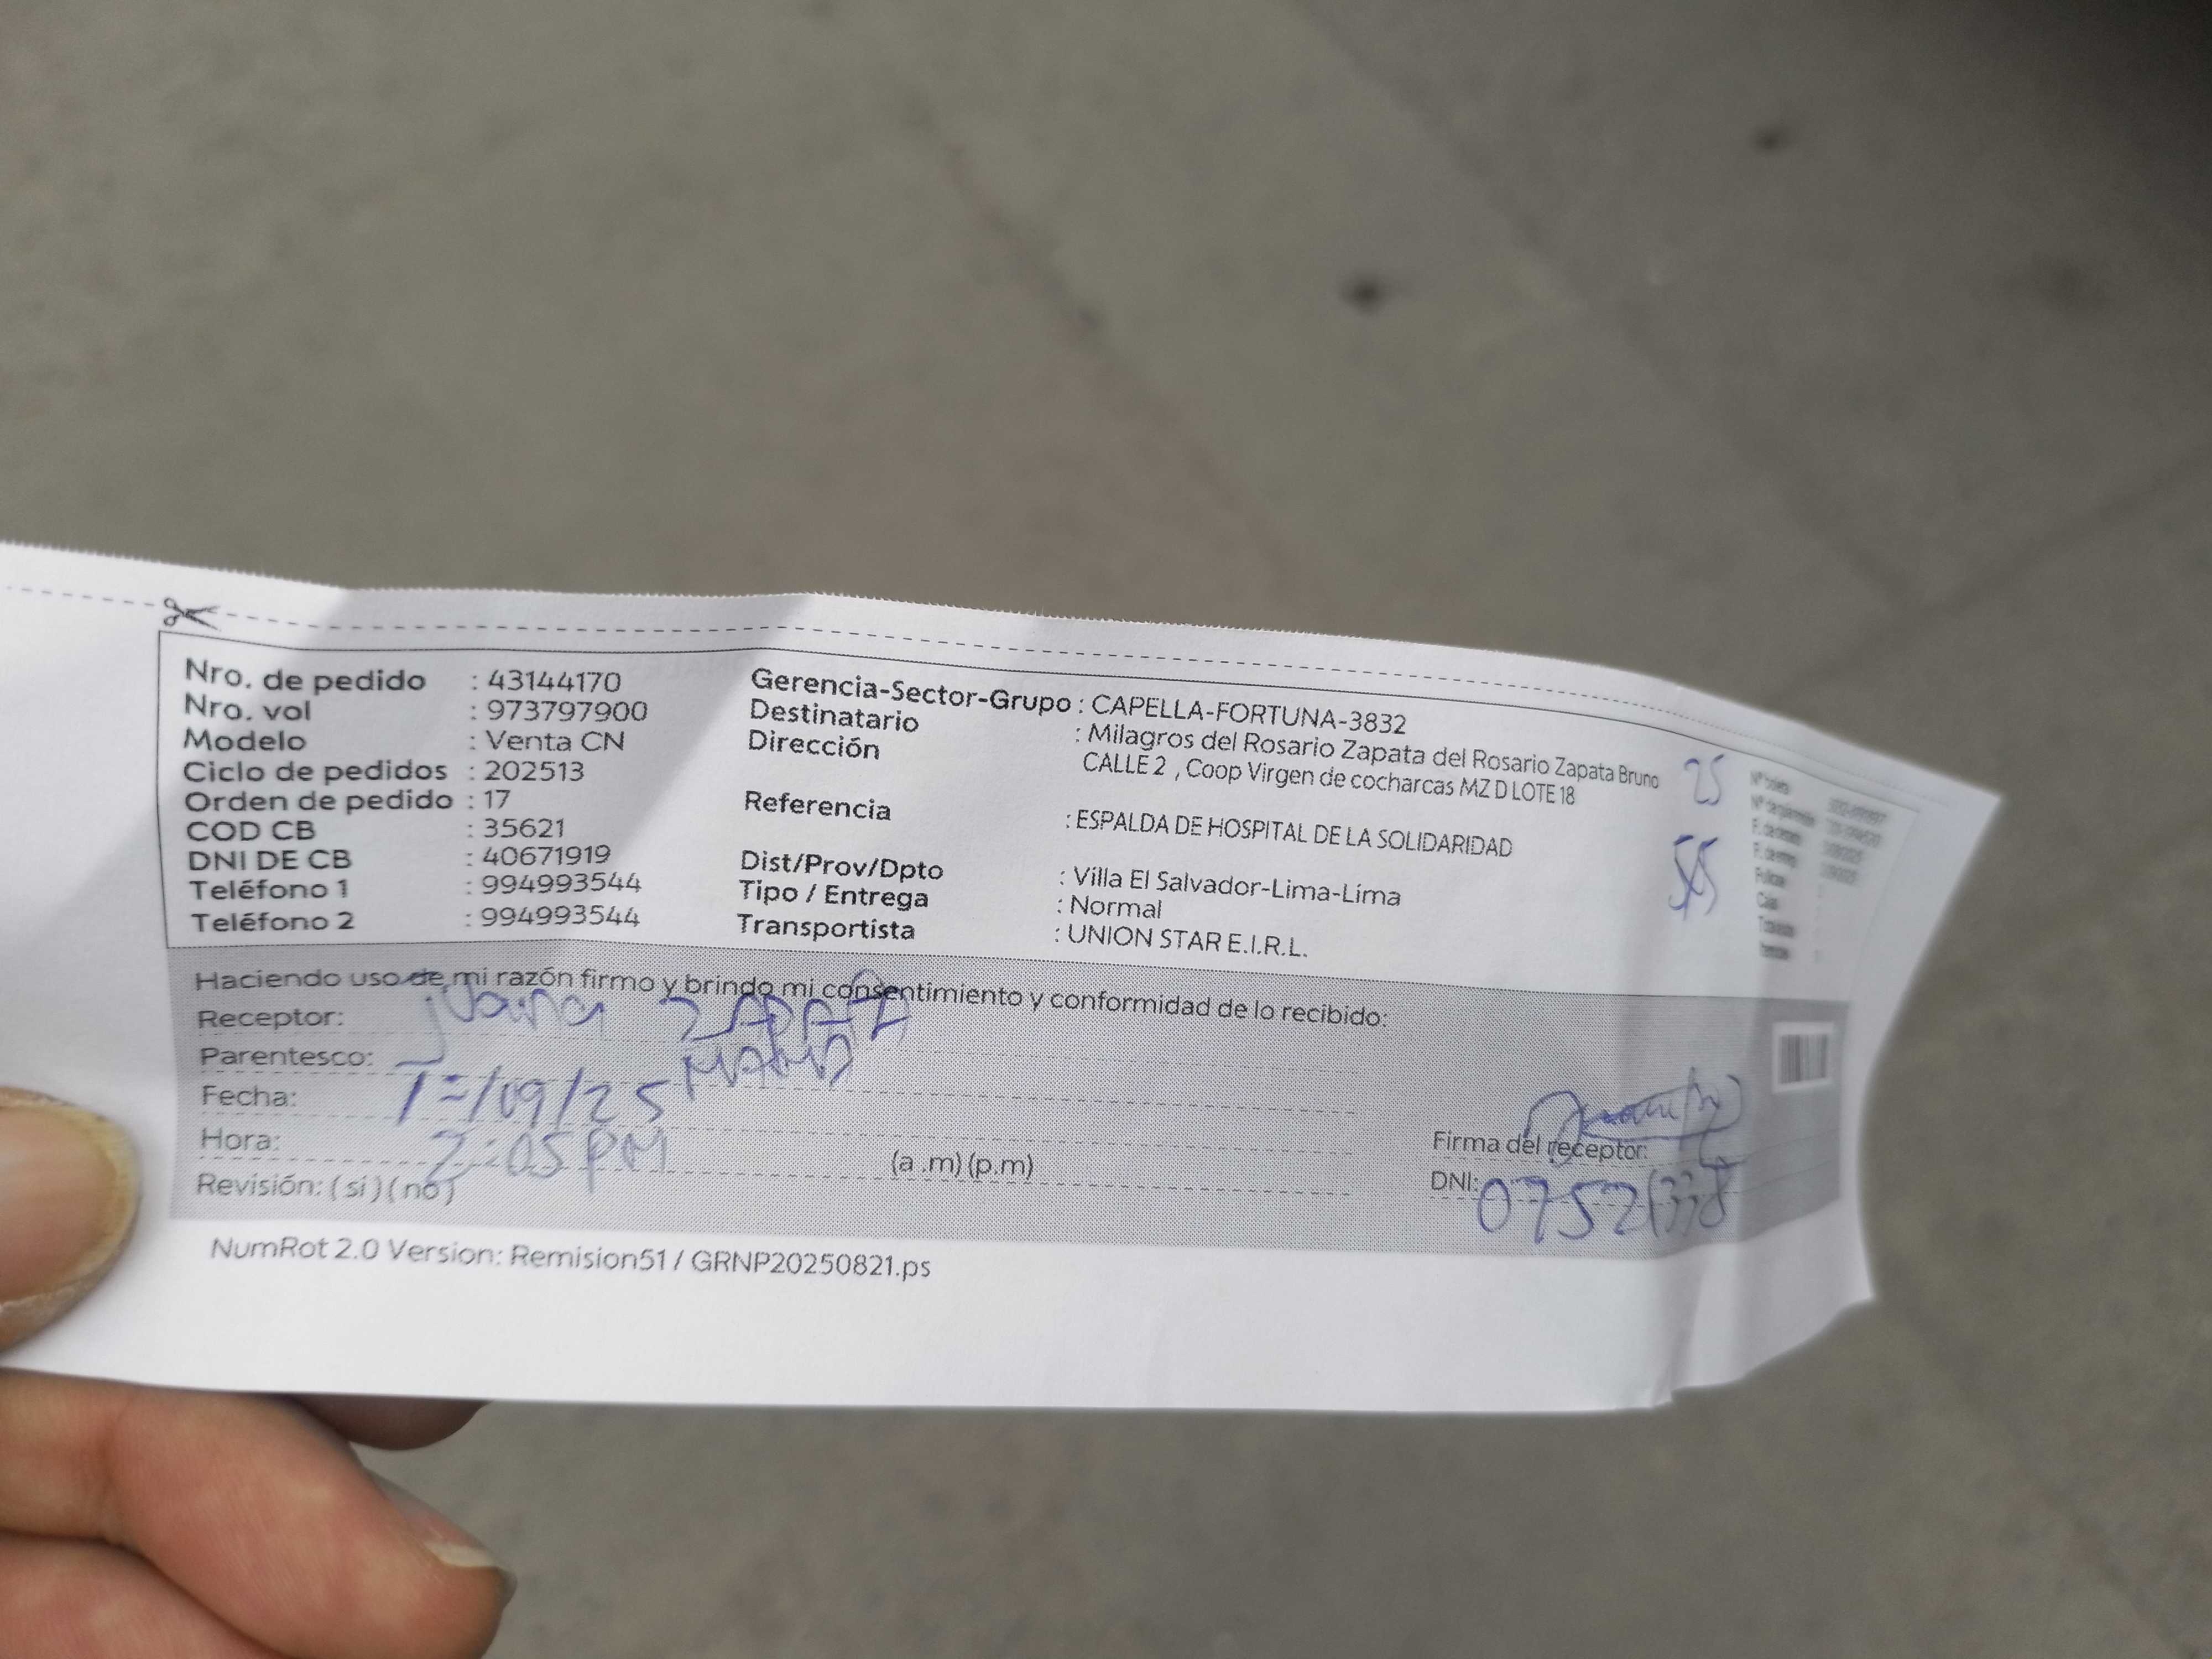 Nro. de pedido : 43144170
Nro. vol : 973797900
Modelo : Venta CN
Ciclo de pedidos : 202513
Orden de pedido : 17
COD CB : 35621
DNI DE CB : 40671919
Teléfono 1 : 994993544
Teléfono 2 : 994993544
Gerencia-Sector-Grupo : CAPELLA-FORTUNA-3832
Destinatario : Milagros del Rosario Zapata del Rosario Zapata Bruno
Dirección CALLE 2 , Coop Virgen de cocharcas MZ D LOTE 18
Referencia : ESPALDA DE HOSPITAL DE LA SOLIDARIDAD
Dist/Prov/Dpto : Villa El Salvador-Lima-Lima
Tipo / Entrega : Normal
Transportista : UNION STAR E.I.R.L.
25
Haciendo uso de mi razón firmo y brindo mi consentimiento y conformidad de lo recibido:
Receptor: juana
Parentesco: MAMA
Fecha: /09/25
Hora: 2:05 PM (a .m) (p.m)
Revisión: ( si ) ( no )
Firma del receptor:
DNI: 07521338
NumRot 2.0 Version: Remision51 / GRNP20250821.ps